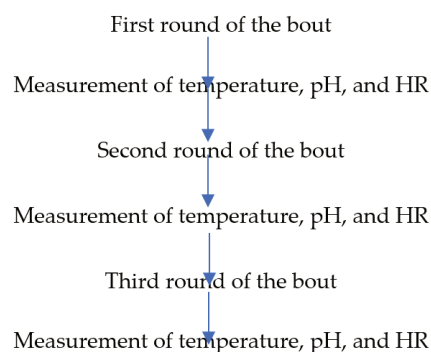 First round of the bout
Measurement of temperature, pH, and HR
Second round of the bout
Measurement of temperature, pH, and HR
Third round of the bout
Measurement of temperature, pH, and HR